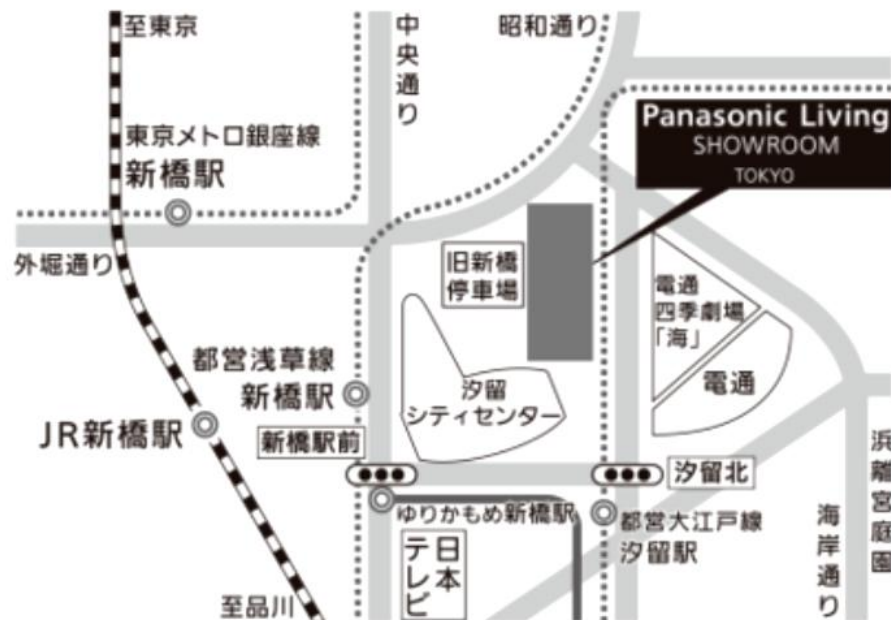 至東京
中央通り
昭和通り
東京メトロ銀座線
新橋駅
Panasonic Living
SHOWROOM
TOKYO
外堀通り
旧新橋
停車場
電通
四季劇場
「海」
都営浅草線
新橋駅
汐留
シティセンター
電通
JR新橋駅
新橋駅前
汐留北
浜離宮庭園
ゆりかもめ新橋駅
都営大江戸線
汐留駅
海岸通り
日本
テレビ
至品川